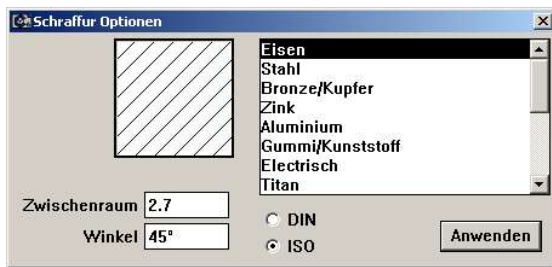 Schraffur Optionen
Eisen
Stahl
Bronze/Kupfer
Zink
Aluminium
Gummi/Kunststoff
Electrisch
Titan
Zwischenraum 2.7
Winkel 45°
DIN
ISO
Anwenden